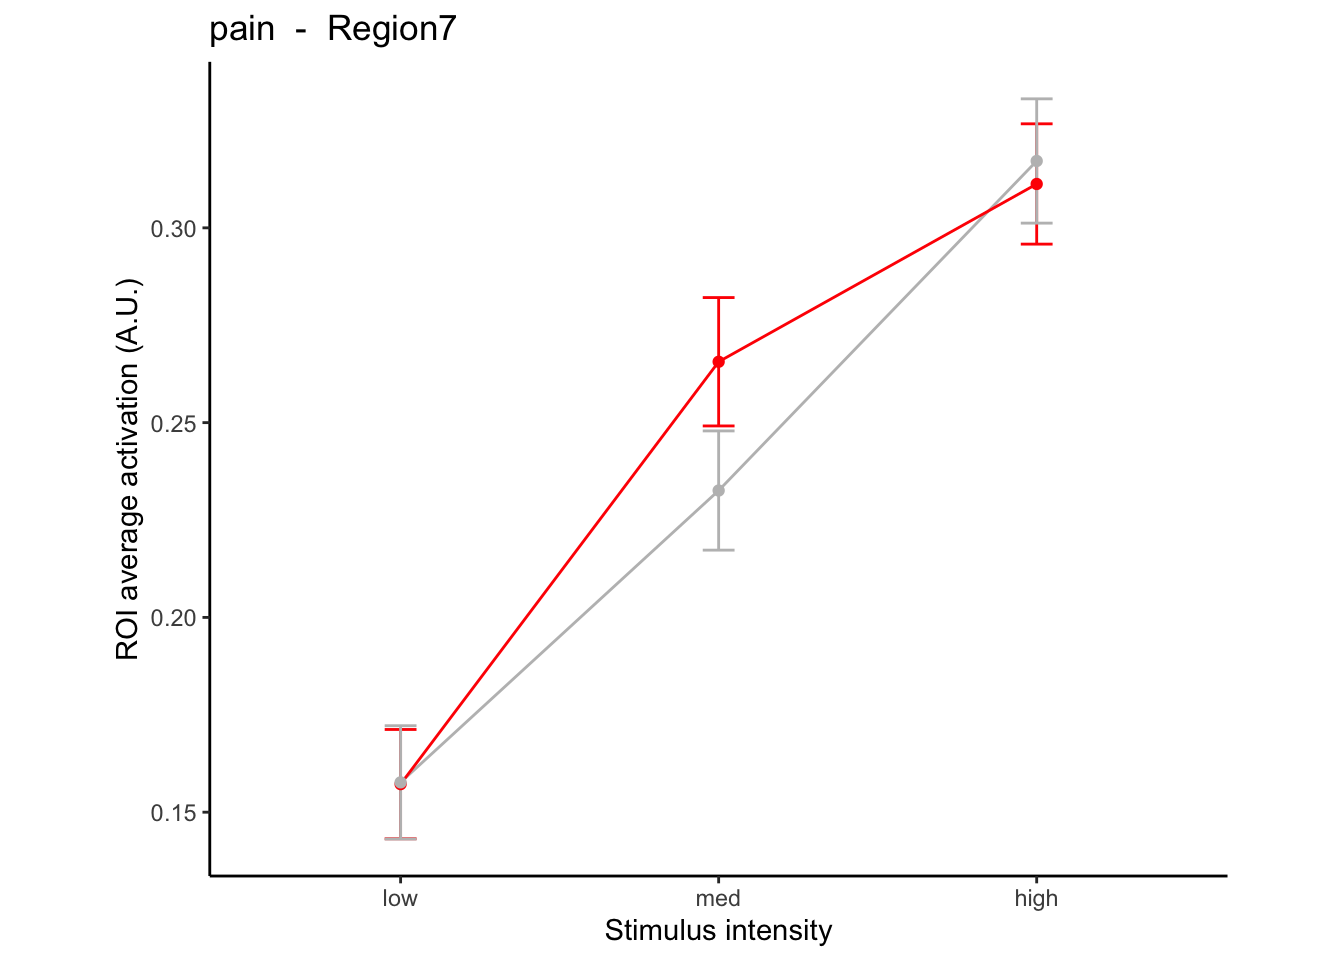 pain - Region7
ROI average activation (A.U.)
0.30
0.25
0.20
0.15
low med high
Stimulus intensity